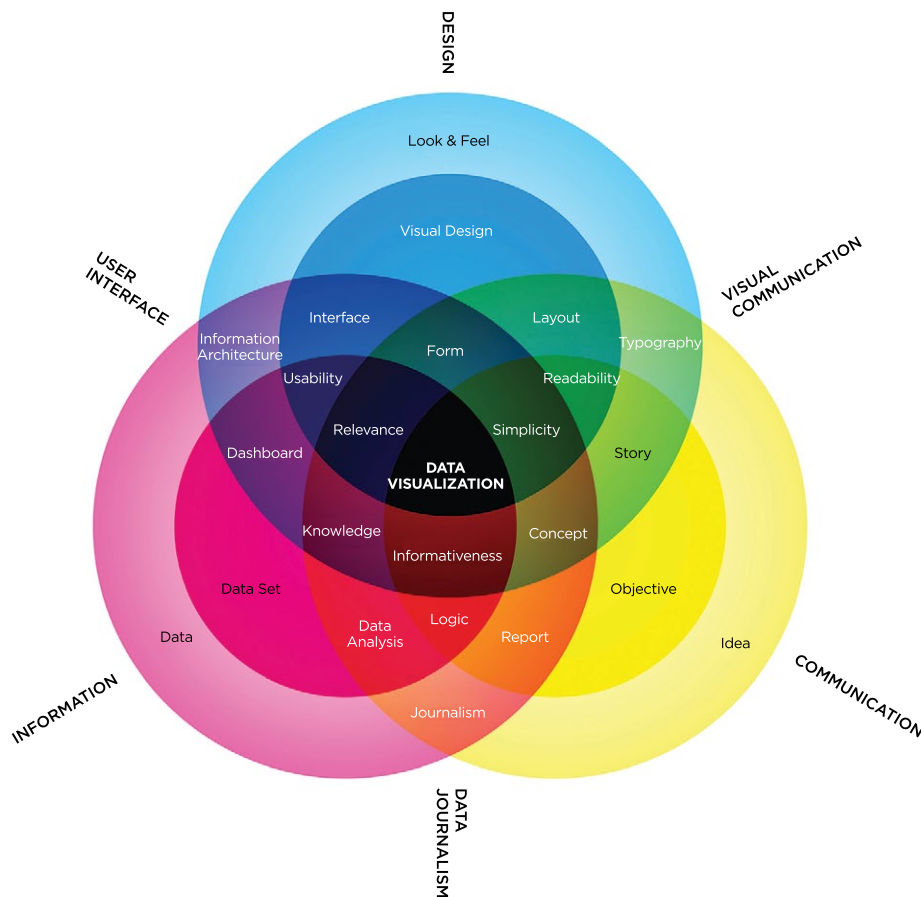 DESIGN
Look & Feel
Visual Design
USER
INTERFACE
VISUAL
COMMUNICATION
Interface
Layout
Information
Architecture
Form
Typography
Usability
Readability
Relevance
Simplicity
Dashboard
Story
DATA
VISUALIZATION
Knowledge
Concept
Informativeness
Data Set
Objective
Logic
Data
Analysis
Report
Data
Idea
INFORMATION
COMMUNICATION
Journalism
DATA
JOURNALISM